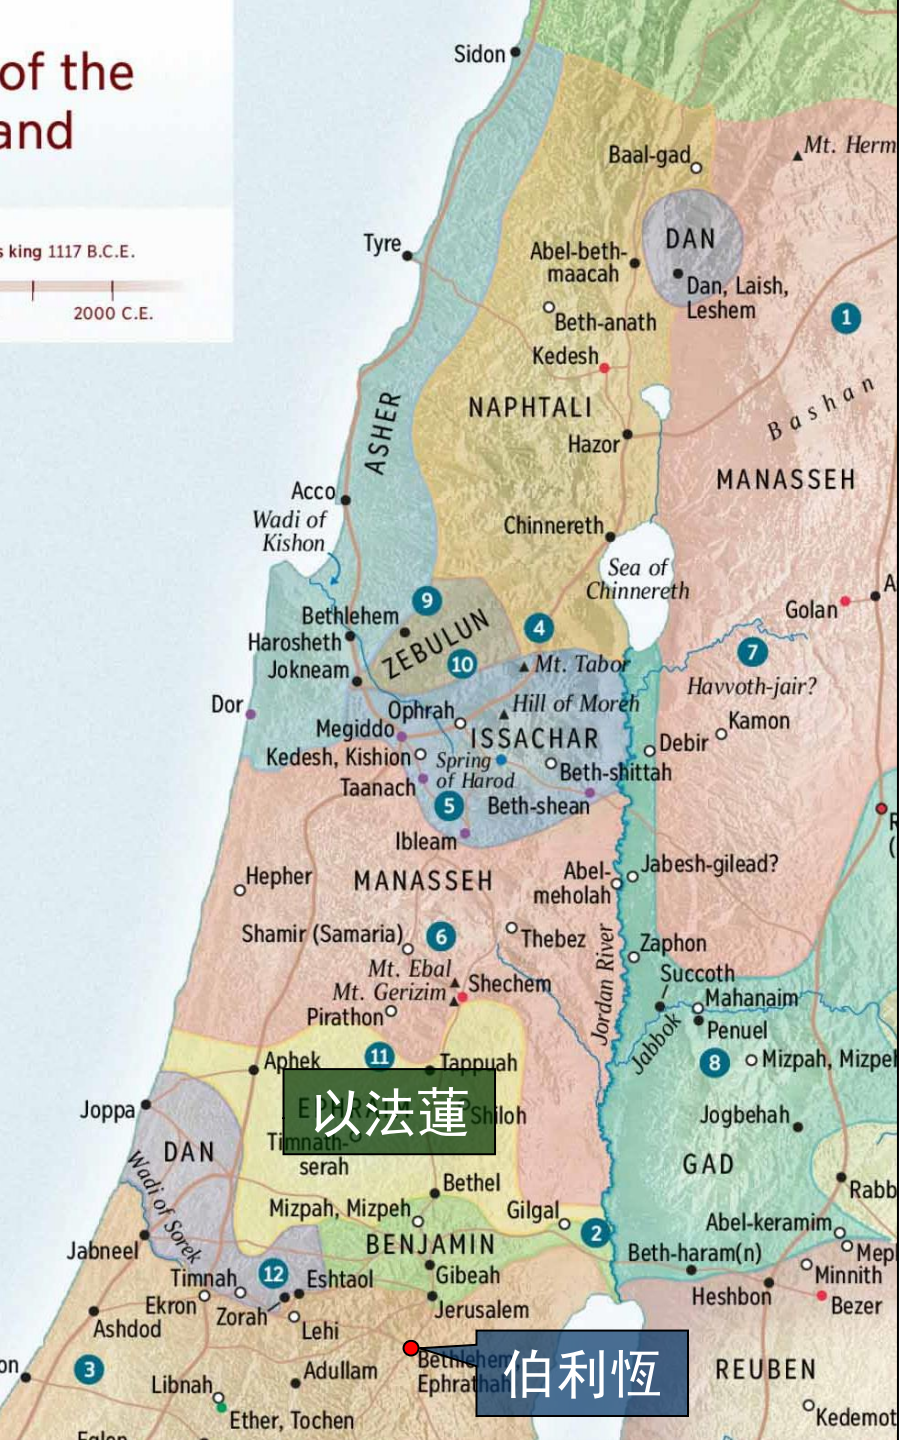 of the
and
s king 1117 B.C.E.
2000 C.E.
Sidon
Baal-gad
Mt. Herm
DAN
Tyre
Abel-beth-
maacah
Dan, Laish,
Leshem
1
Beth-anath
Kedesh
Bashan
ASHER
NAPHTALI
Hazor
MANASSEH
Acco
Wadi of
Kishon
Chinnereth
Sea of
Chinnereth
Golan
A
9
Bethlehem
4
Harosheth
ZEBULUN
10
Jokneam
Mt. Tabor
7
Havvoth-jair?
Dor
Ophrah
Hill of Moreh
Kamon
Megiddo
ISSACHAR
Debir
Kedesh, Kishion
Spring
of Harod
Beth-shittah
Taanach
5
Beth-shean
Ibleam
R
(
Hepher
MANASSEH
Abel-
meholah
Jabesh-gilead?
Shamir (Samaria)
6
Thebez
Jordan River
Zaphon
Mt. Ebal
Succoth
Mt. Gerizim
Shechem
Mahanaim
Pirathon
Jabbok
Penuel
11
8
Mizpah, Mizpeh
Aphek
Tappuah
Joppa
以法蓮
Shiloh
Jogbehah
DAN
Timnath-
serah
GAD
Wadi of Sorek
Bethel
Rabb
Mizpah, Mizpeh
Gilgal
2
Abel-keramim
Jabneel
BENJAMIN
Beth-haram(n)
Mep
Timnah
12
Eshtaol
Gibeah
Minnith
Ekron
Zorah
Jerusalem
Heshbon
Bezer
Ashdod
Lehi
on
3
Bethlehem
Ephrathah
伯利恆
REUBEN
Adullam
Libnah
Kedemot
Ether, Tochen